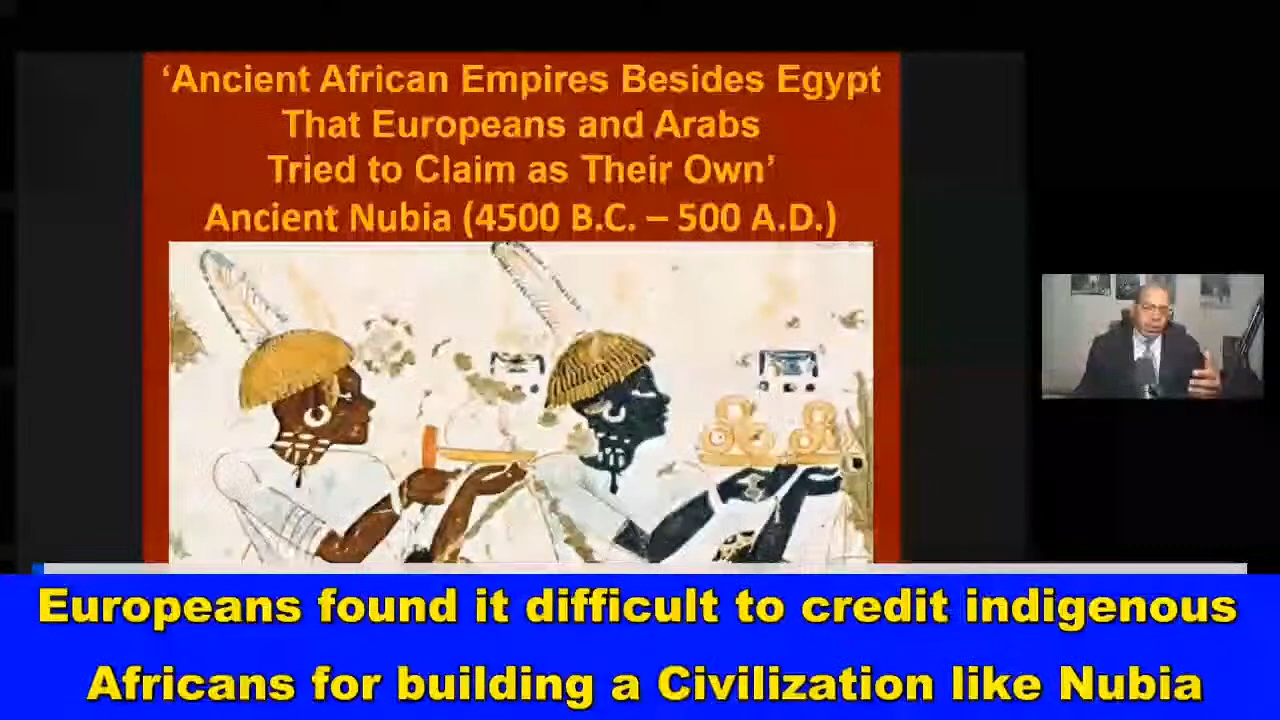 ‘Ancient African Empires Besides Egypt
That Europeans and Arabs
Tried to Claim as Their Own’
Ancient Nubia (4500 B.C. – 500 A.D.)
Europeans found it difficult to credit indigenous
Africans for building a Civilization like Nubia